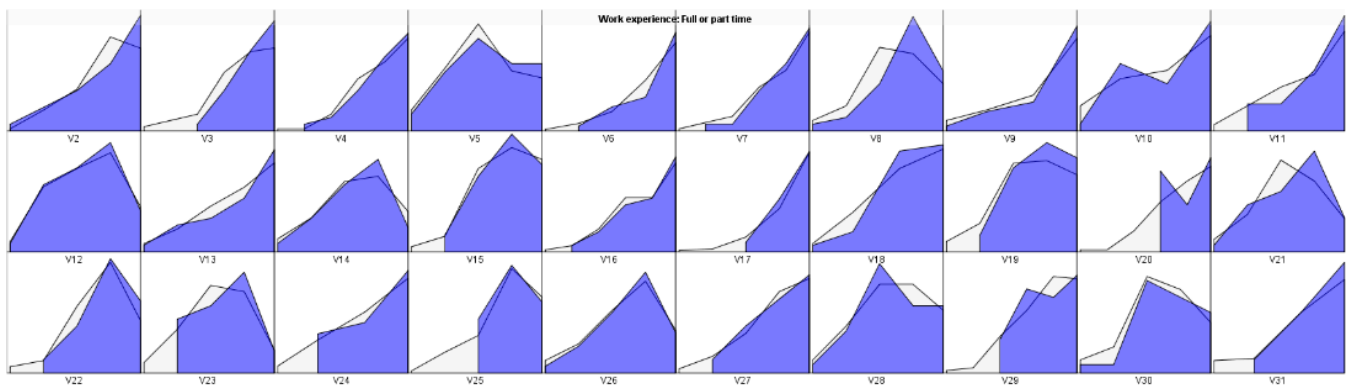 Work experience: Full or part time
V2 V3 V4 V5 V6 V7 V8 V9 V10 V11
V12 V13 V14 V15 V16 V17 V18 V19 V20 V21
V22 V23 V24 V25 V26 V27 V28 V29 V30 V31